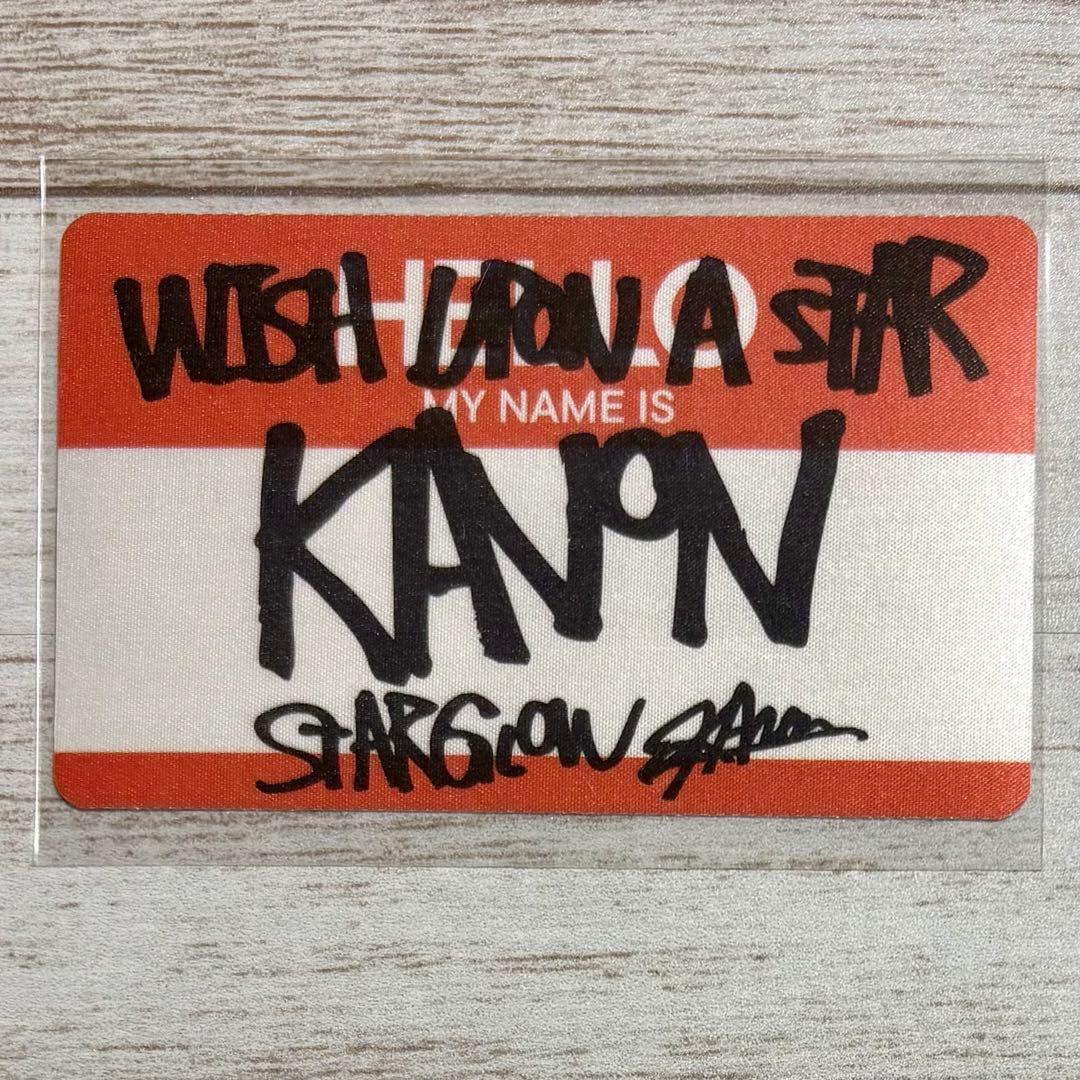 HELLO
WISH UPON A STAR
MY NAME IS
KANON
STARGLOW